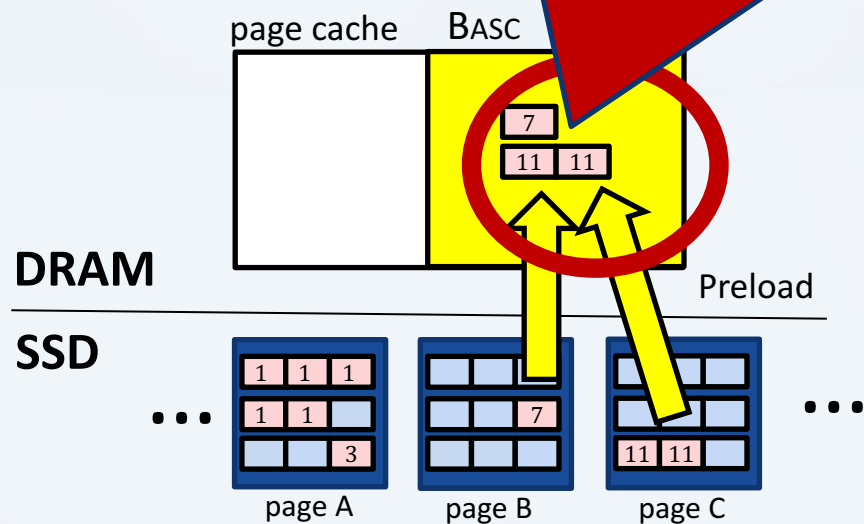 page cache BASC
7
11 11
DRAM
Preload
SSD
1 1 1
1 1
7
... ...
3
11 11
page A page B page C